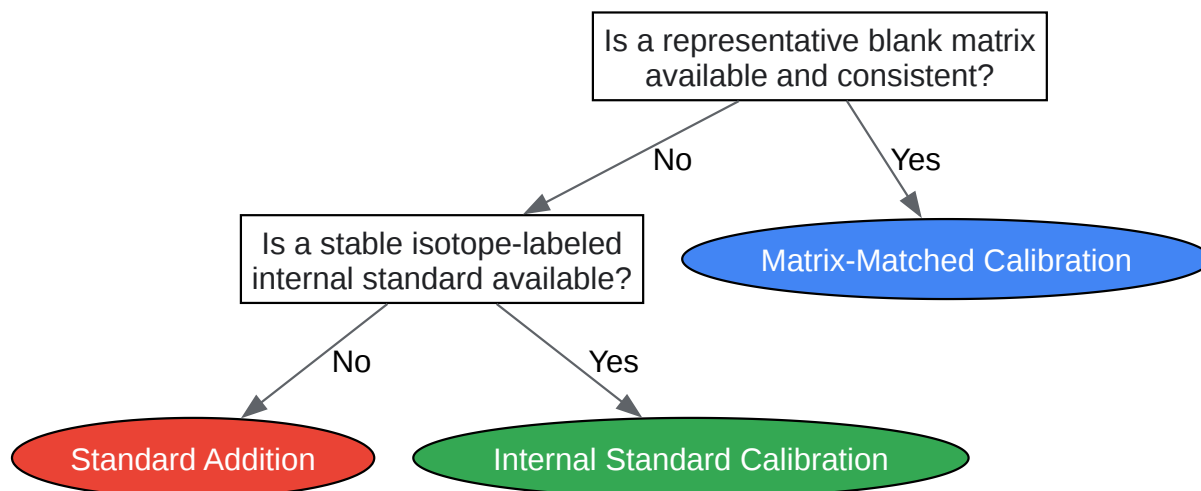 Is a representative blank matrix
available and consistent?
No
Yes
Is a stable isotope-labeled
internal standard available?
Matrix-Matched Calibration
No
Yes
Standard Addition
Internal Standard Calibration